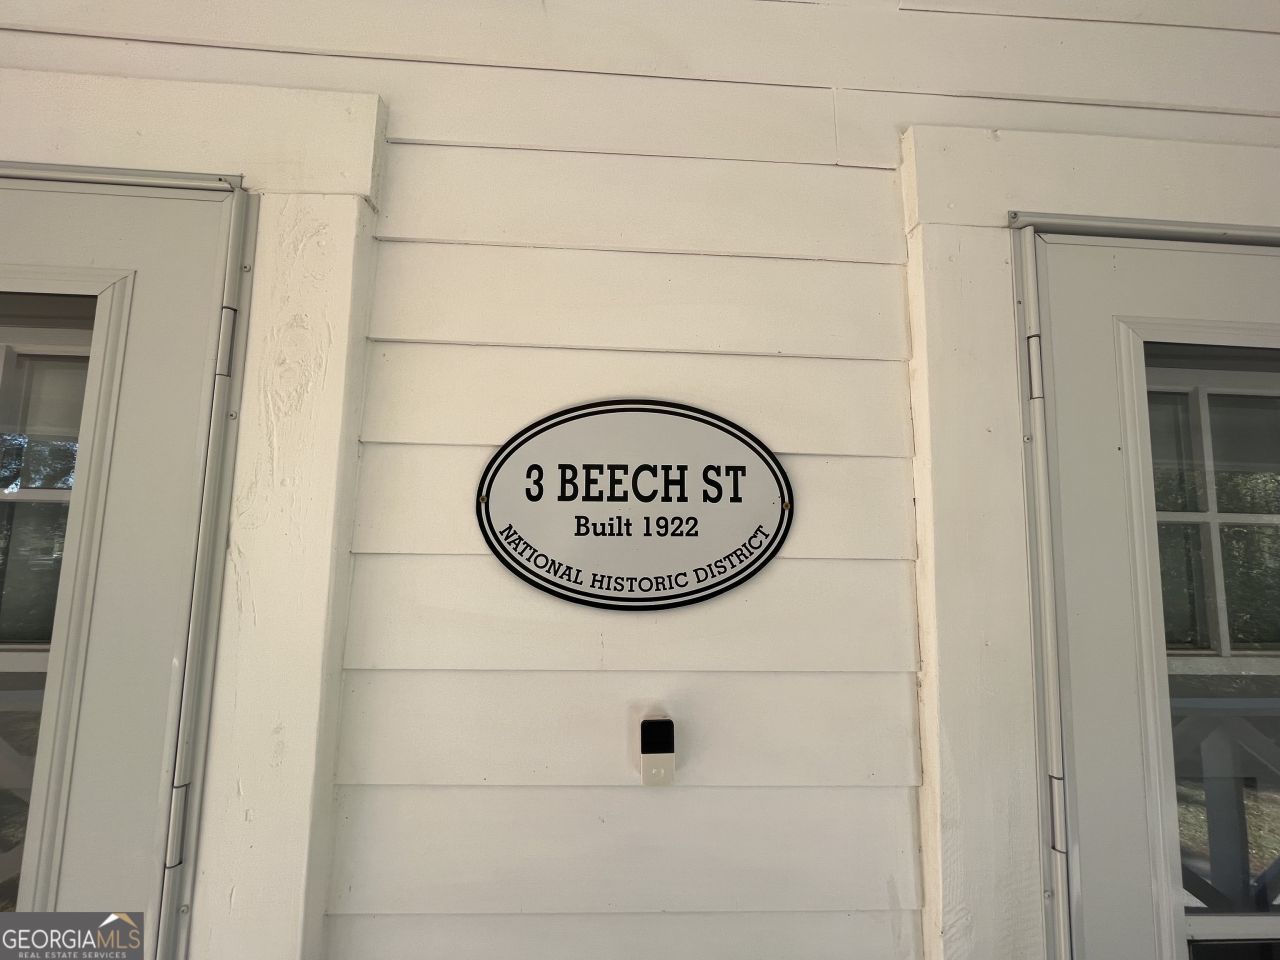 3 BEECH ST
Built 1922
NATIONAL HISTORIC DISTRICT
GEORGIAMLS
REAL ESTATE SERVICES